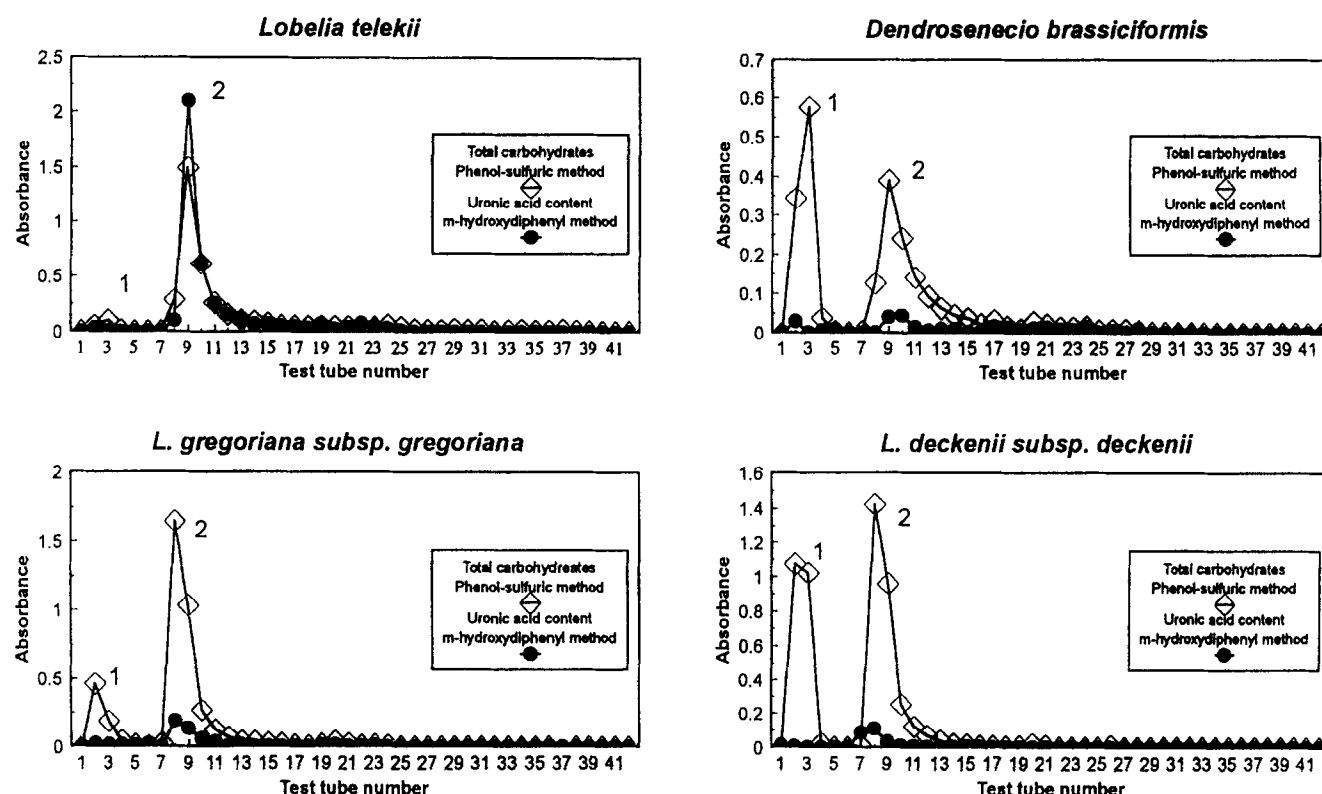 Lobelia telekii
2.5
2
1.5
1
0.5
0
Absorbance
1
2
Total carbohydrates
Phenol-sulfuric method
Uronic acid content
m-hydroxydiphenyl method
1 3 5 7 9 11 13 15 17 19 21 23 25 27 29 31 33 35 37 39 41
Test tube number
Dendrosenecio brassiciformis
0.7
0.6
0.5
0.4
0.3
0.2
0.1
0
Absorbance
1
2
Total carbohydrates
Phenol-sulfuric method
Uronic acid content
m-hydroxydiphenyl method
1 3 5 7 9 11 13 15 17 19 21 23 25 27 29 31 33 35 37 39 41
Test tube number
L. gregoriana subsp. gregoriana
2
1.5
1
0.5
0
Absorbance
1
2
Total carbohydreates
Phenol-sulfuric method
Uronic acid content
m-hydroxydiphenyl method
1 3 5 7 9 11 13 15 17 19 21 23 25 27 29 31 33 35 37 39 41
Test tube number
L. deckenii subsp. deckenii
1.6
1.4
1.2
1
0.8
0.6
0.4
0.2
0
Absorbance
1
2
Total carbohydrates
Phenol-sulfuric method
Uronic acid content
m-hydroxydiphenyl method
1 3 5 7 9 11 13 15 17 19 21 23 25 27 29 31 33 35 37 39 41
Test tube number